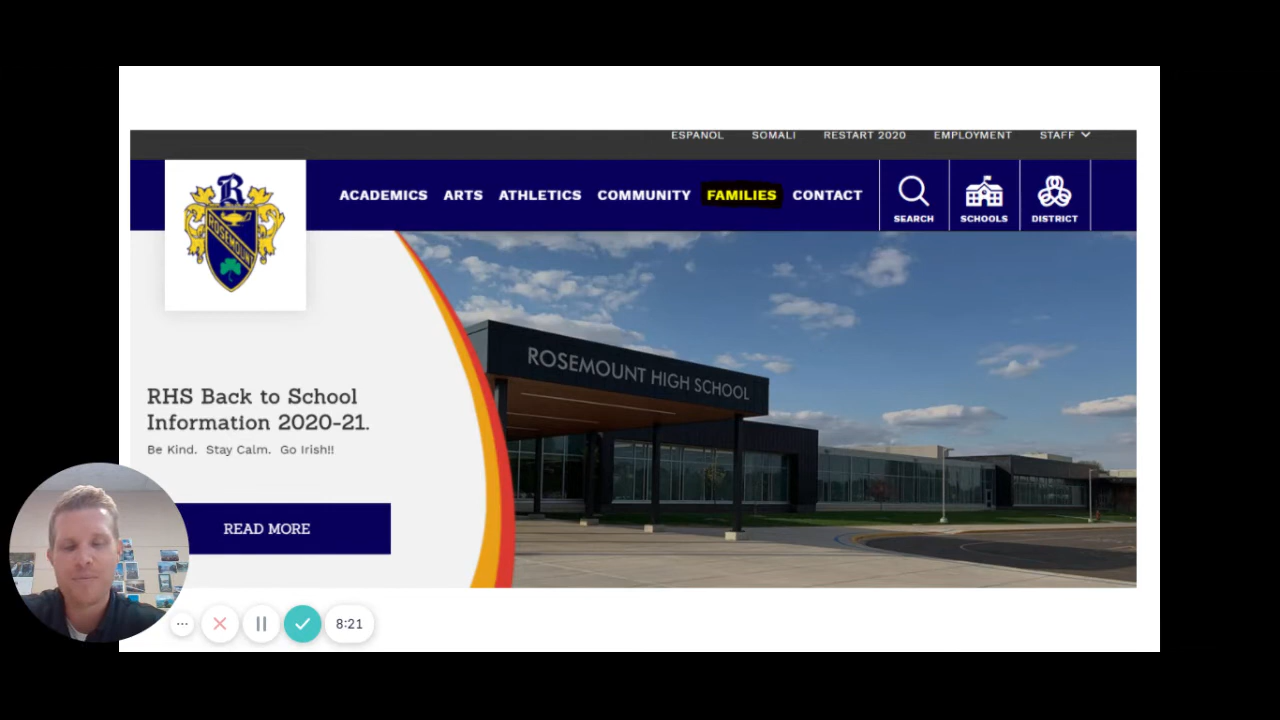 ESPANOL SOMALI RESTART 2020 EMPLOYMENT STAFF
ACADEMICS ARTS ATHLETICS COMMUNITY FAMILIES CONTACT
SEARCH SCHOOLS DISTRICT
R
ROSEMOUNT
ROSEMOUNT HIGH SCHOOL
RHS Back to School
Information 2020-21.
Be Kind. Stay Calm. Go Irish!!
READ MORE
8:21